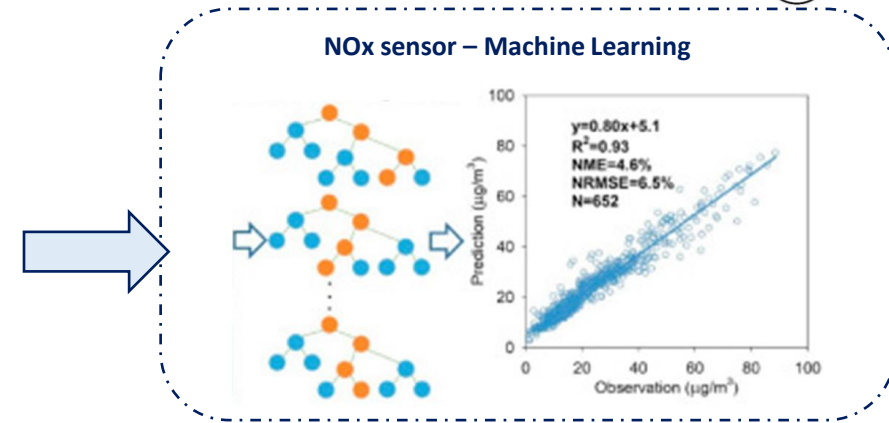 NOx sensor – Machine Learning
100
80
60
40
20
0
Prediction (μg/m³)
y=0.80x+5.1
R²=0.93
NME=4.6%
NRMSE=6.5%
N=652
0 20 40 60 80 100
Observation (μg/m³)